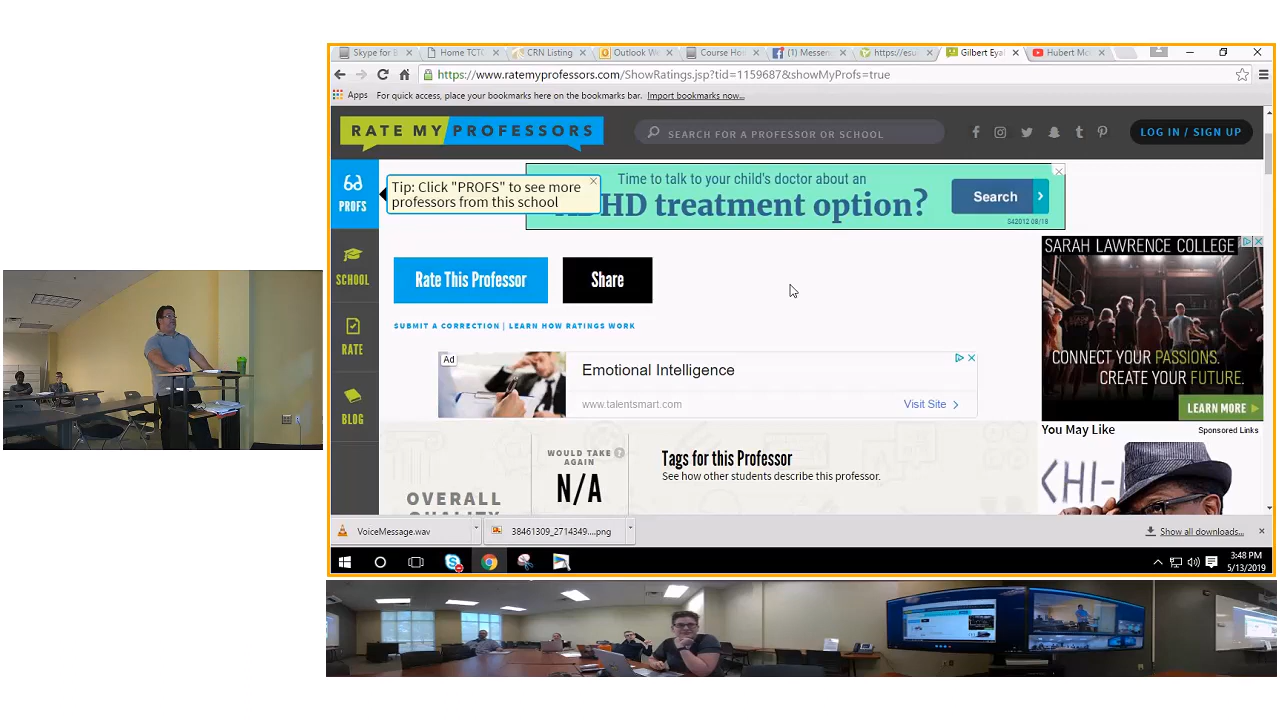 Skype for B
Home TCTC
CRN Listing
Outlook We
Course Ho
(1) Messen
https://esu
Gilbert Eyal
Hubert Mc
https://www.ratemyprofessors.com/ShowRatings.jsp?tid=1159687&showMyProfs=true
Apps For quick access, place your bookmarks here on the bookmarks bar. Import bookmarks now...
RATE MY PROFESSORS
SEARCH FOR A PROFESSOR OR SCHOOL
LOG IN / SIGN UP
PROFS
SCHOOL
RATE
BLOG
Tip: Click "PROFS" to see more
professors from this school
Time to talk to your child's doctor about an
HD treatment option?
Search
S42012 08/18
Rate This Professor
Share
SUBMIT A CORRECTION | LEARN HOW RATINGS WORK
Ad
Emotional Intelligence
www.talentsmart.com
Visit Site
SARAH LAWRENCE COLLEGE
CONNECT YOUR PASSIONS.
CREATE YOUR FUTURE.
LEARN MORE
You May Like
Sponsored Links
CHI-
OVERALL
QUALITY
WOULD TAKE
AGAIN
N/A
Tags for this Professor
See how other students describe this professor.
VoiceMessage.wav
38461309_2714349....png
Show all downloads...
3:48 PM
5/13/2019